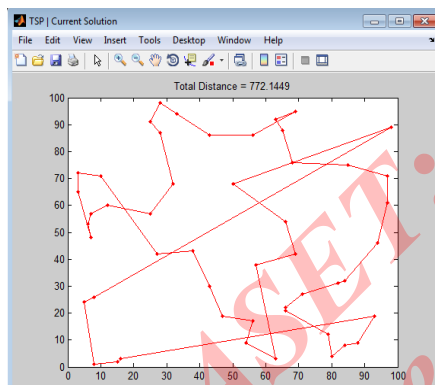 TSP | Current Solution
File Edit View Insert Tools Desktop Window Help
Total Distance = 772.1449
100
90
80
70
60
50
40
30
20
10
0
0 10 20 30 40 50 60 70 80 90 100
ASET: